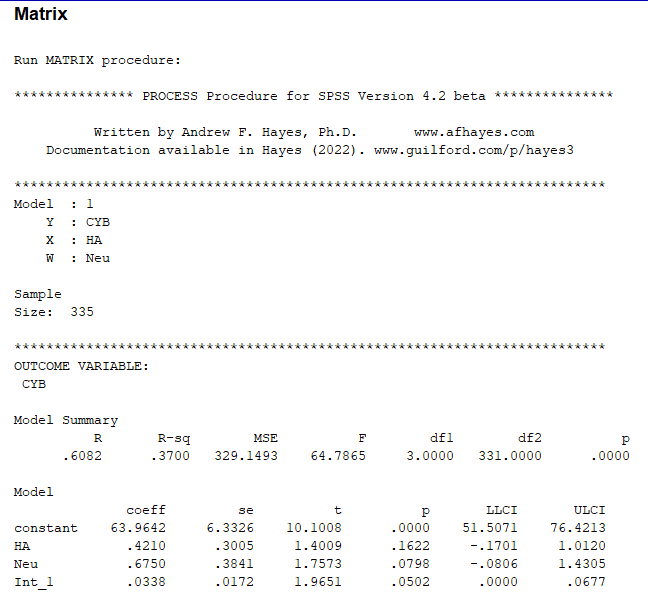 Matrix
Run MATRIX procedure:
*************** PROCESS Procedure for SPSS Version 4.2 beta ***************
Written by Andrew F. Hayes, Ph.D. www.afhayes.com
Documentation available in Hayes (2022). www.guilford.com/p/hayes3
**************************************************************************
Model : 1
Y : CYB
X : HA
W : Neu
Sample
Size: 335
**************************************************************************
OUTCOME VARIABLE:
CYB
Model Summary
R R-sq MSE F df1 df2 p
.6082 .3700 329.1493 64.7865 3.0000 331.0000 .0000
Model
coeff se t p LLCI ULCI
constant 63.9642 6.3326 10.1008 .0000 51.5071 76.4213
HA .4210 .3005 1.4009 .1622 -.1701 1.0120
Neu .6750 .3841 1.7573 .0798 -.0806 1.4305
Int_1 .0338 .0172 1.9651 .0502 .0000 .0677